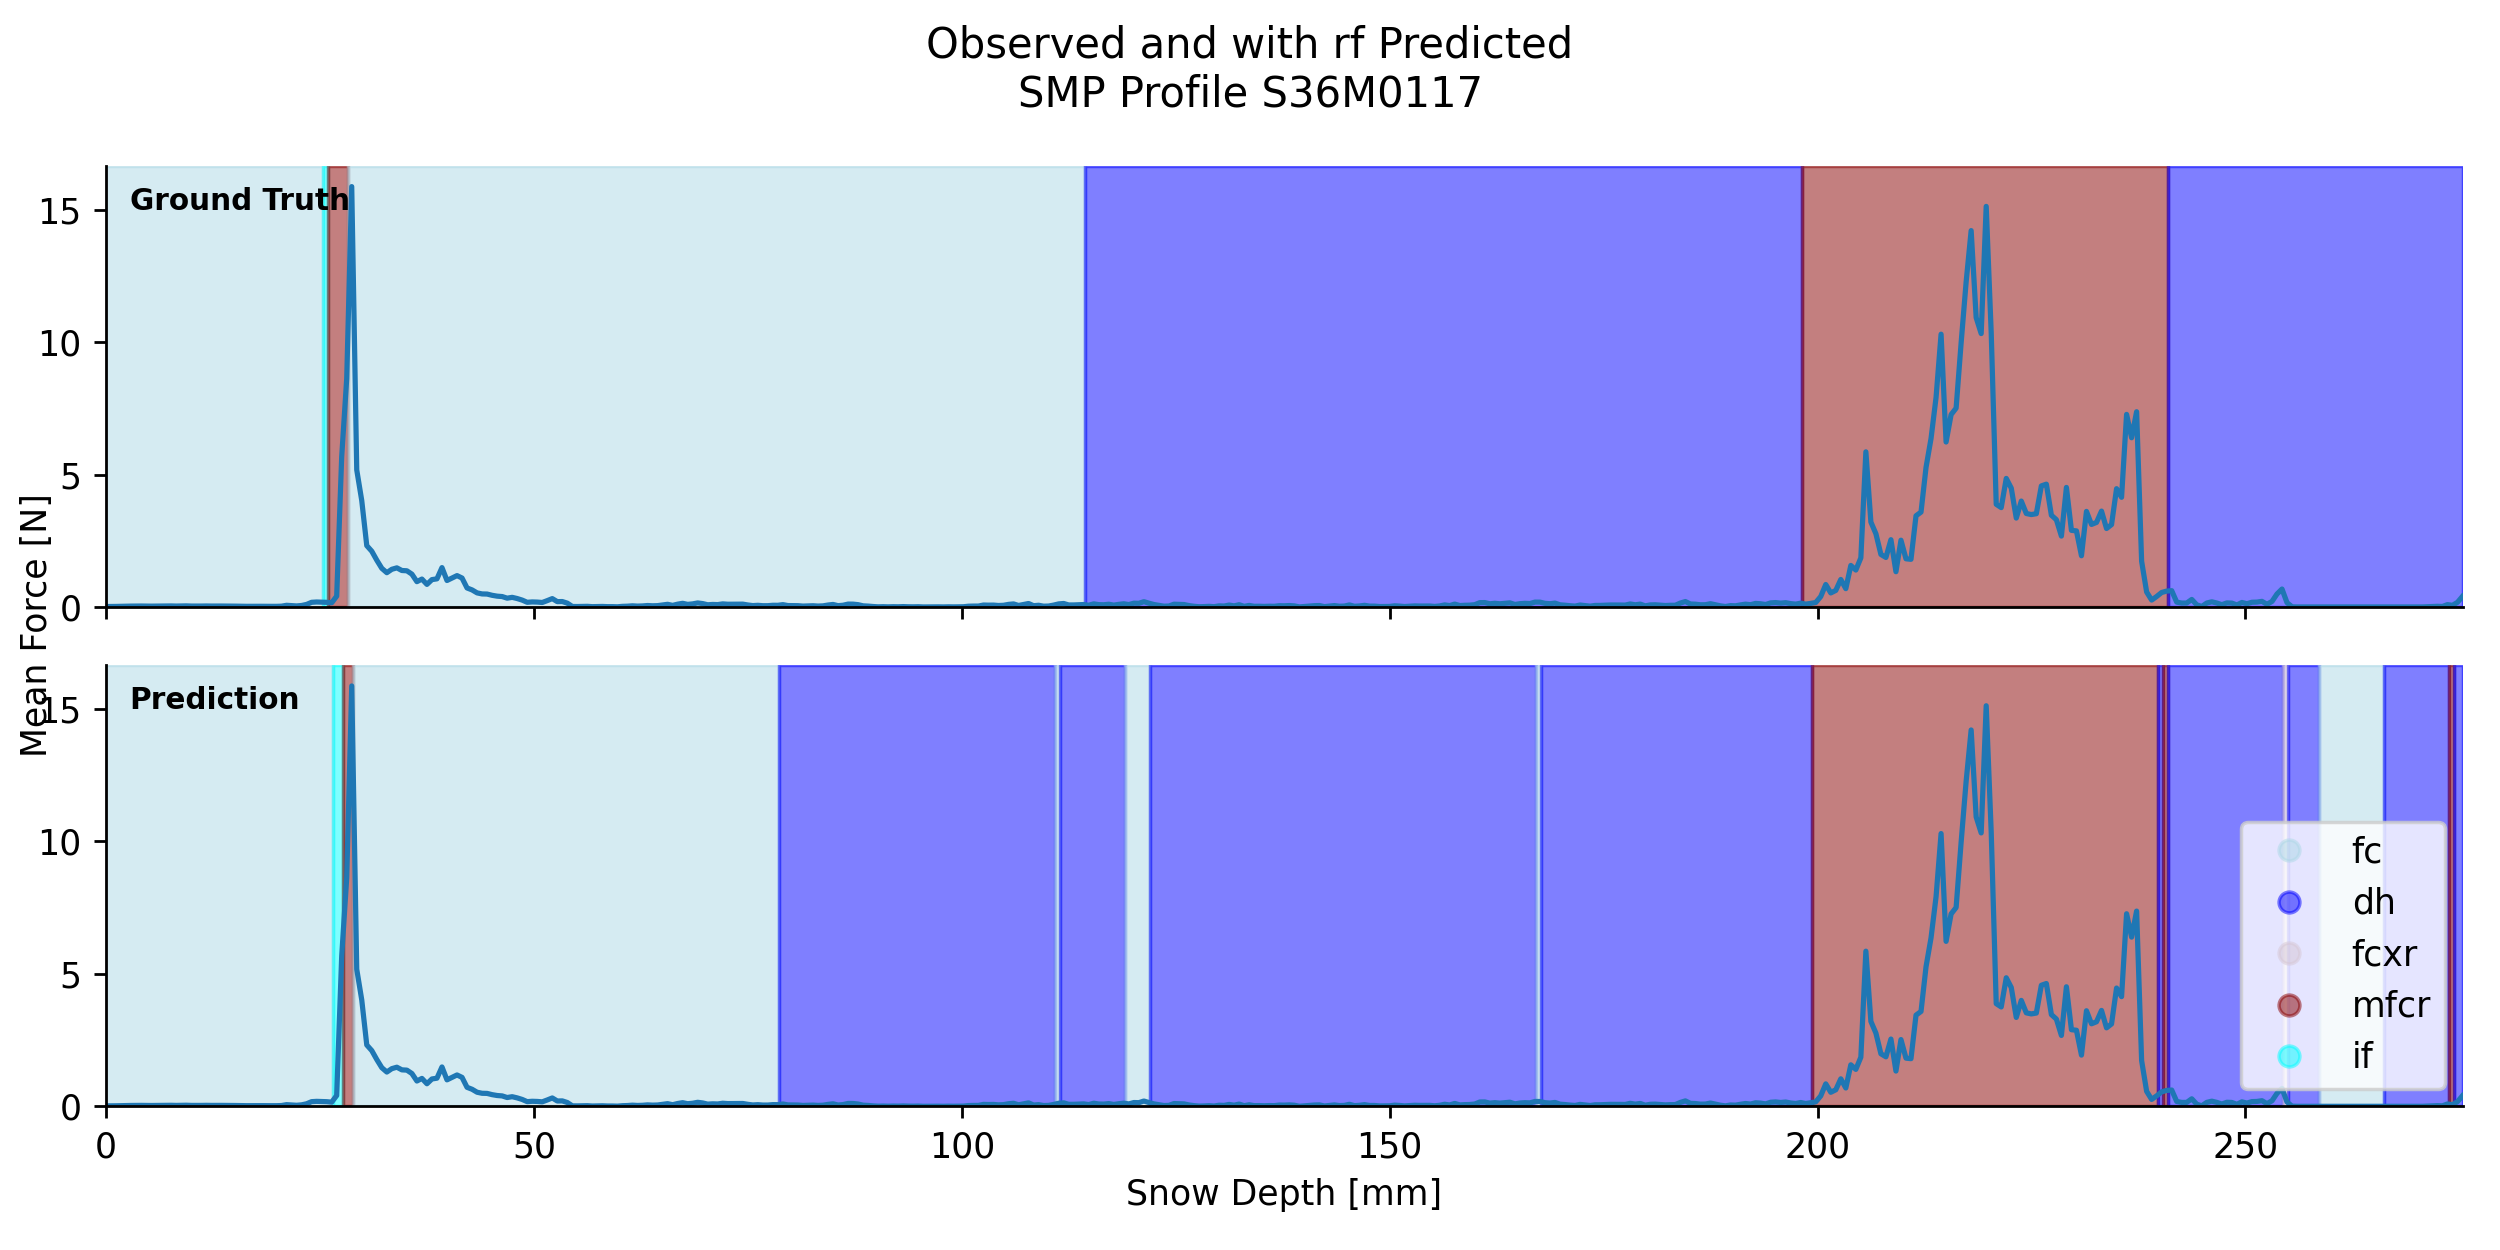 Observed and with rf Predicted
SMP Profile S36M0117
Mean Force [N]
Ground Truth
15
10
5
0
Prediction
15
10
5
0
fc
dh
fcxr
mfcr
if
0 50 100 150 200 250
Snow Depth [mm]